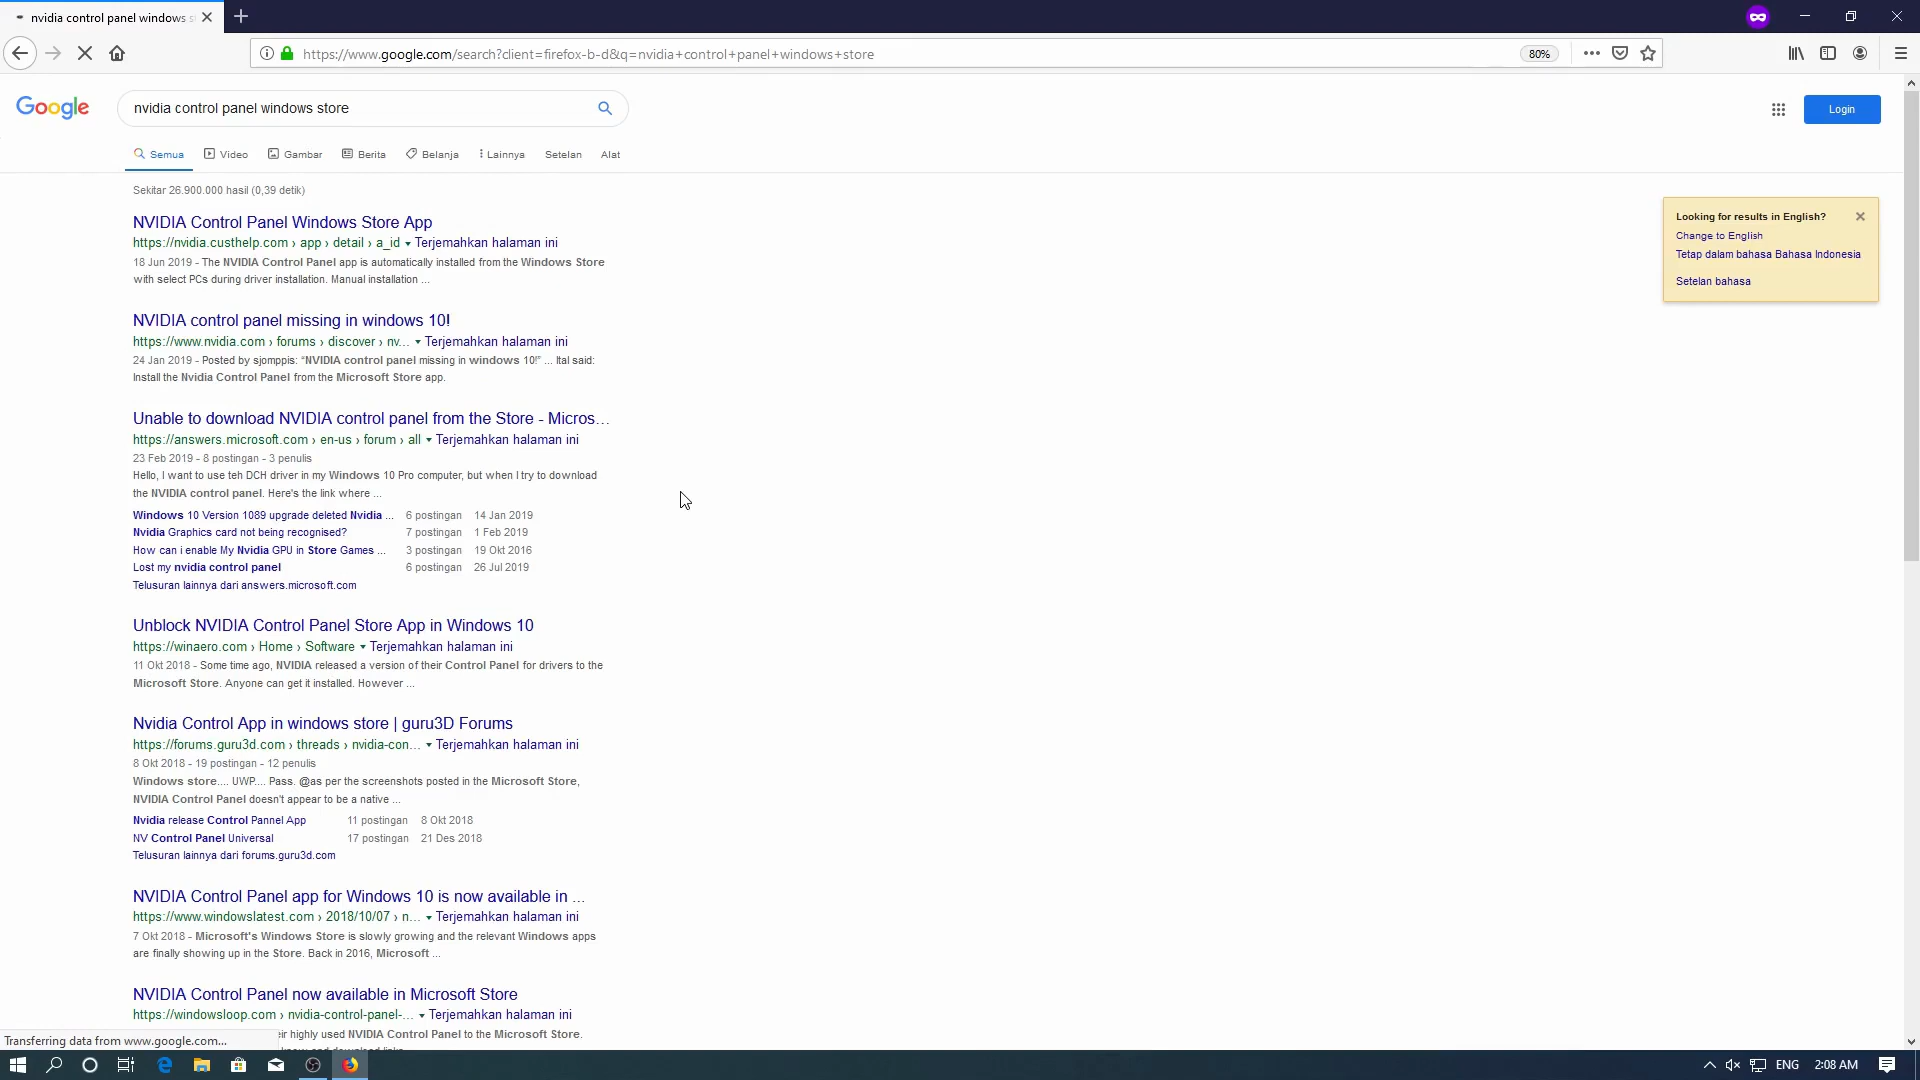 nvidia control panel windows s
https://www.google.com/search?client=firefox-b-d&q=nvidia+control+panel+windows+store
80%
Google
nvidia control panel windows store
Login
Semua
Video
Gambar
Berita
Belanja
Lainnya
Setelan
Alat
Sekitar 26.900.000 hasil (0,39 detik)
Looking for results in English?
Change to English
Tetap dalam bahasa Bahasa Indonesia
Setelan bahasa
NVIDIA Control Panel Windows Store App
https://nvidia.custhelp.com › app › detail › a_id ▾ Terjemahkan halaman ini
18 Jun 2019 - The NVIDIA Control Panel app is automatically installed from the Windows Store
with select PCs during driver installation. Manual installation ...
NVIDIA control panel missing in windows 10!
https://www.nvidia.com › forums › discover › nv... ▾ Terjemahkan halaman ini
24 Jan 2019 - Posted by sjomppis: “NVIDIA control panel missing in windows 10!” ... Ital said:
Install the Nvidia Control Panel from the Microsoft Store app.
Unable to download NVIDIA control panel from the Store - Micros...
https://answers.microsoft.com › en-us › forum › all ▾ Terjemahkan halaman ini
23 Feb 2019 - 8 postingan - 3 penulis
Hello, I want to use teh DCH driver in my Windows 10 Pro computer, but when I try to download
the NVIDIA control panel. Here's the link where ...
Windows 10 Version 1089 upgrade deleted Nvidia ... 6 postingan 14 Jan 2019
Nvidia Graphics card not being recognised? 7 postingan 1 Feb 2019
How can i enable My Nvidia GPU in Store Games ... 3 postingan 19 Okt 2016
Lost my nvidia control panel 6 postingan 26 Jul 2019
Telusuran lainnya dari answers.microsoft.com
Unblock NVIDIA Control Panel Store App in Windows 10
https://winaero.com › Home › Software ▾ Terjemahkan halaman ini
11 Okt 2018 - Some time ago, NVIDIA released a version of their Control Panel for drivers to the
Microsoft Store. Anyone can get it installed. However ...
Nvidia Control App in windows store | guru3D Forums
https://forums.guru3d.com › threads › nvidia-con... ▾ Terjemahkan halaman ini
8 Okt 2018 - 19 postingan - 12 penulis
Windows store.... UWP.... Pass. @as per the screenshots posted in the Microsoft Store,
NVIDIA Control Panel doesn't appear to be a native ...
Nvidia release Control Pannel App 11 postingan 8 Okt 2018
NV Control Panel Universal 17 postingan 21 Des 2018
Telusuran lainnya dari forums.guru3d.com
NVIDIA Control Panel app for Windows 10 is now available in ...
https://www.windowslatest.com › 2018/10/07 › n... ▾ Terjemahkan halaman ini
7 Okt 2018 - Microsoft's Windows Store is slowly growing and the relevant Windows apps
are finally showing up in the Store. Back in 2016, Microsoft ...
NVIDIA Control Panel now available in Microsoft Store
https://windowsloop.com › nvidia-control-panel-... ▾ Terjemahkan halaman ini
eir highly used NVIDIA Control Panel to the Microsoft Store.
Transferring data from www.google.com...
ENG
2:08 AM